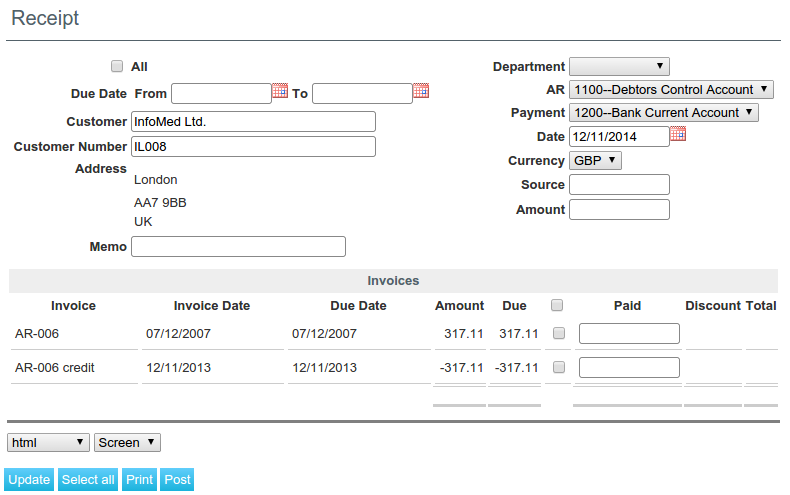 Receipt
All
Due Date From To
Customer InfoMed Ltd.
Customer Number IL008
Address
London
AA7 9BB
UK
Memo
Department
AR 1100--Debtors Control Account
Payment 1200--Bank Current Account
Date 12/11/2014
Currency GBP
Source
Amount
Invoices
Invoice Invoice Date Due Date Amount Due Paid Discount Total
AR-006 07/12/2007 07/12/2007 317.11 317.11
AR-006 credit 12/11/2013 12/11/2013 -317.11 -317.11
html Screen
Update Select all Print Post